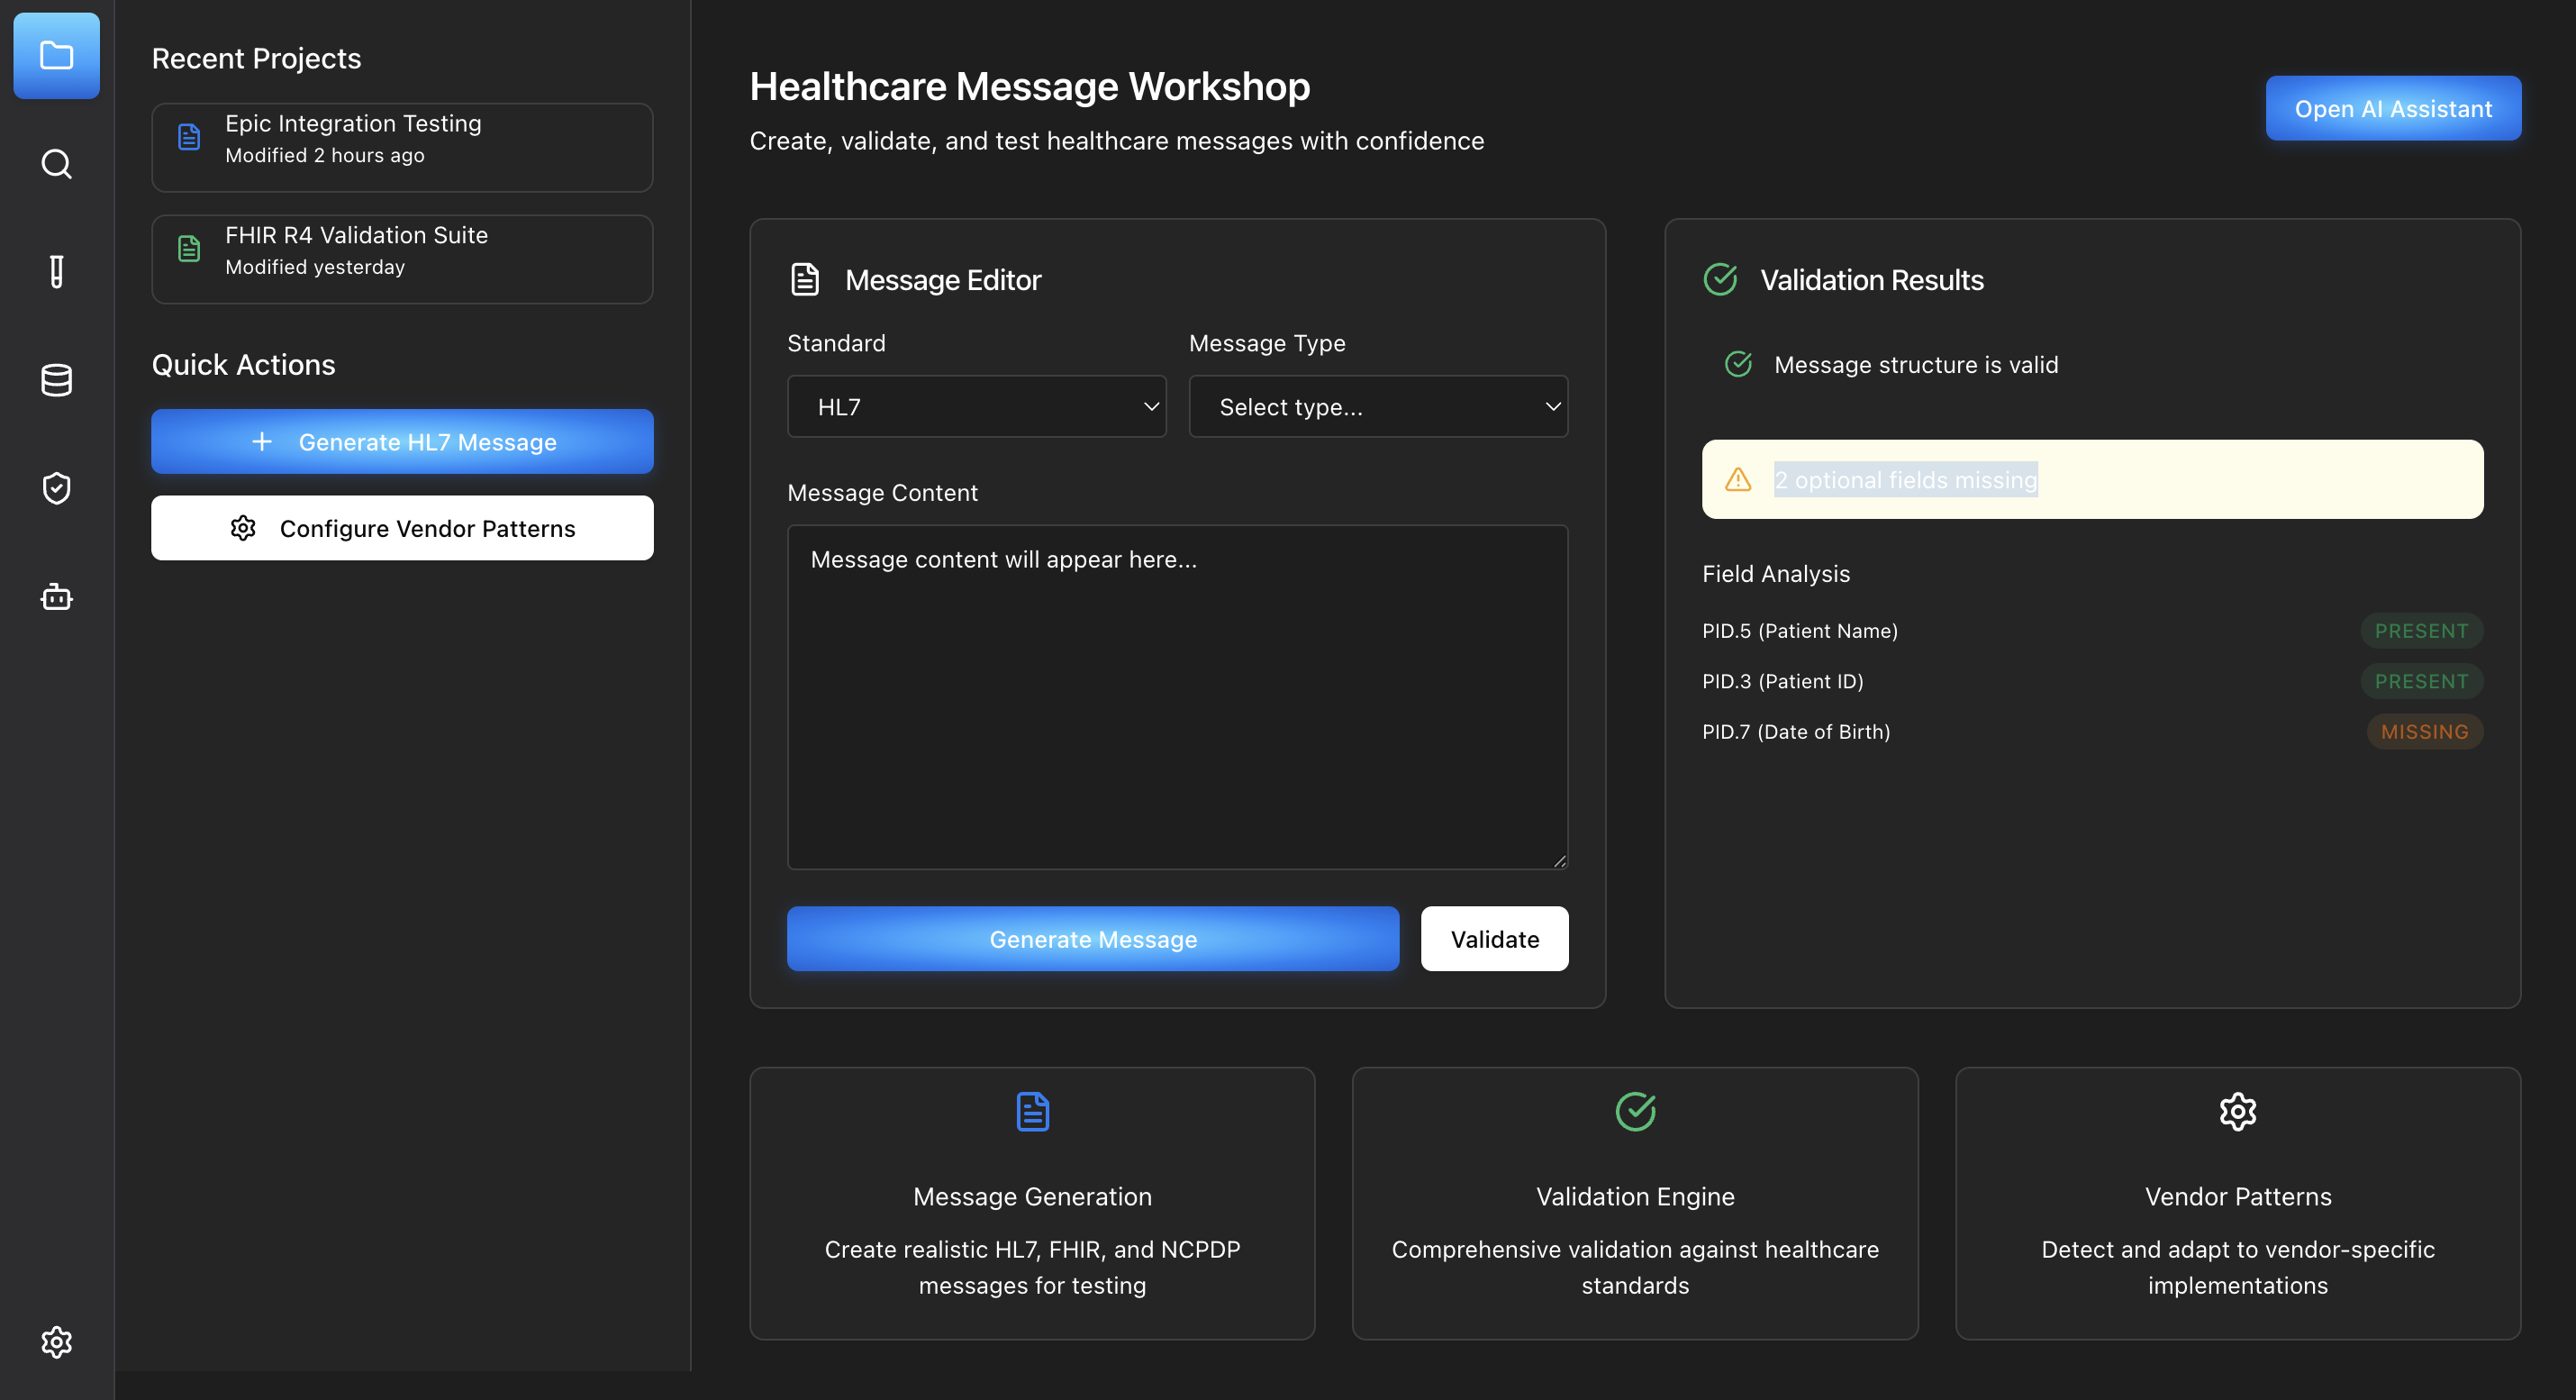 Recent Projects
Epic Integration Testing
Modified 2 hours ago
FHIR R4 Validation Suite
Modified yesterday
Quick Actions
Generate HL7 Message
Configure Vendor Patterns
Healthcare Message Workshop
Create, validate, and test healthcare messages with confidence
Open AI Assistant
Message Editor
Standard
Message Type
HL7
Select type...
Message Content
Message content will appear here...
Generate Message
Validate
Validation Results
Message structure is valid
2 optional fields missing
Field Analysis
PID.5 (Patient Name)
PRESENT
PID.3 (Patient ID)
PRESENT
PID.7 (Date of Birth)
MISSING
Message Generation
Create realistic HL7, FHIR, and NCPDP
messages for testing
Validation Engine
Comprehensive validation against healthcare
standards
Vendor Patterns
Detect and adapt to vendor-specific
implementations